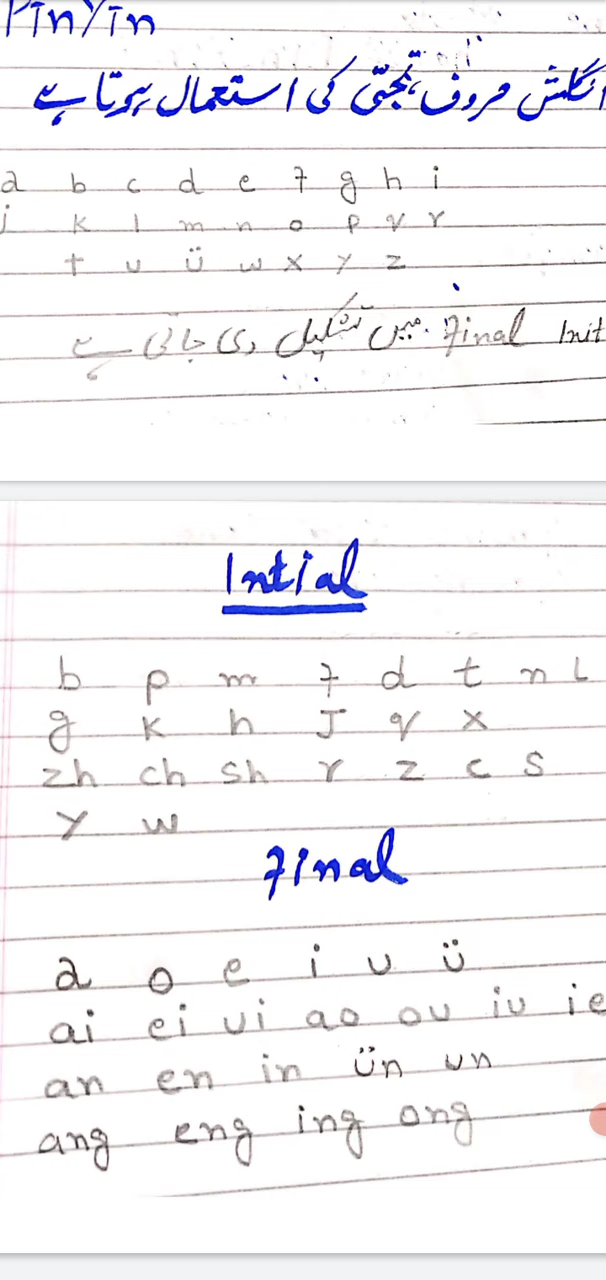 PinYin
انگلش حروف تہجّی کی استعمال ہوتا ہے
a b c d e f g h i
j k l m n o p q r
t u ü w x y z
Init Final میں تشکیل دی جاتی ہے
Intial
b p m f d t n L
g k h J q x
zh ch sh r z c s
y w
Final
a o e i u ü
ai ei ui ao ou iu ie
an en in ün un
ang eng ing ong